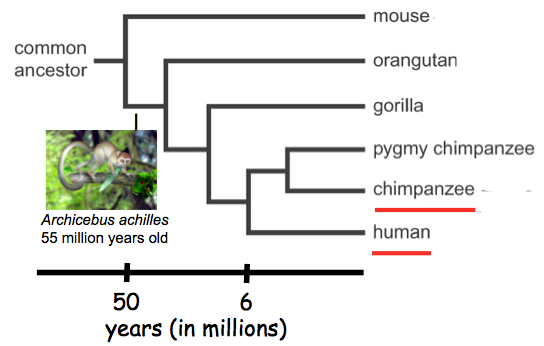 mouse
common
ancestor
orangutan
gorilla
pygmy chimpanzee
chimpanzee
human
Archicebus achilles
55 million years old
50
6
years (in millions)